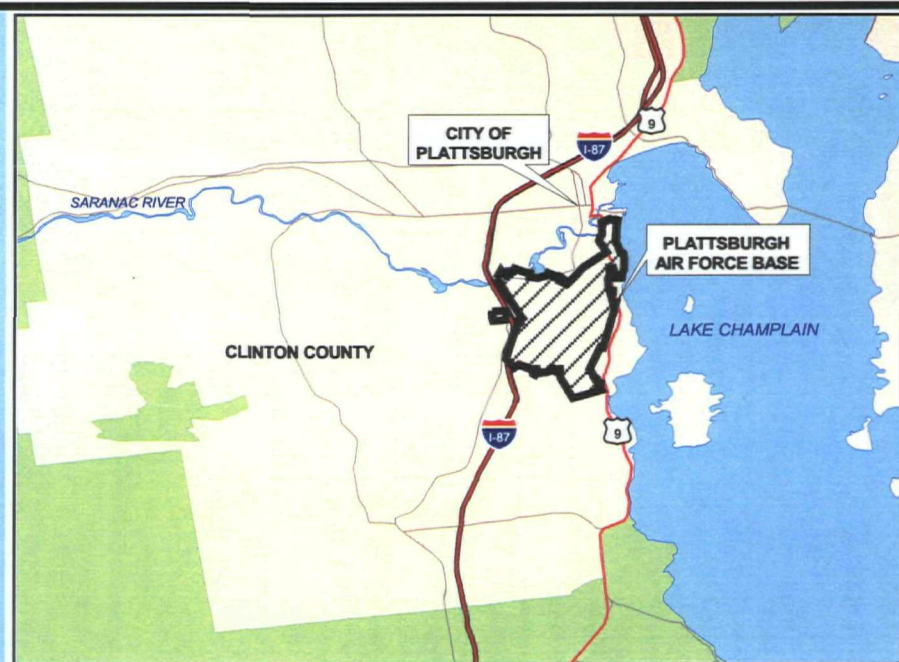 9
I-87
CITY OF
PLATTSBURGH
SARANAC RIVER
PLATTSBURGH
AIR FORCE BASE
LAKE CHAMPLAIN
CLINTON COUNTY
I-87
9